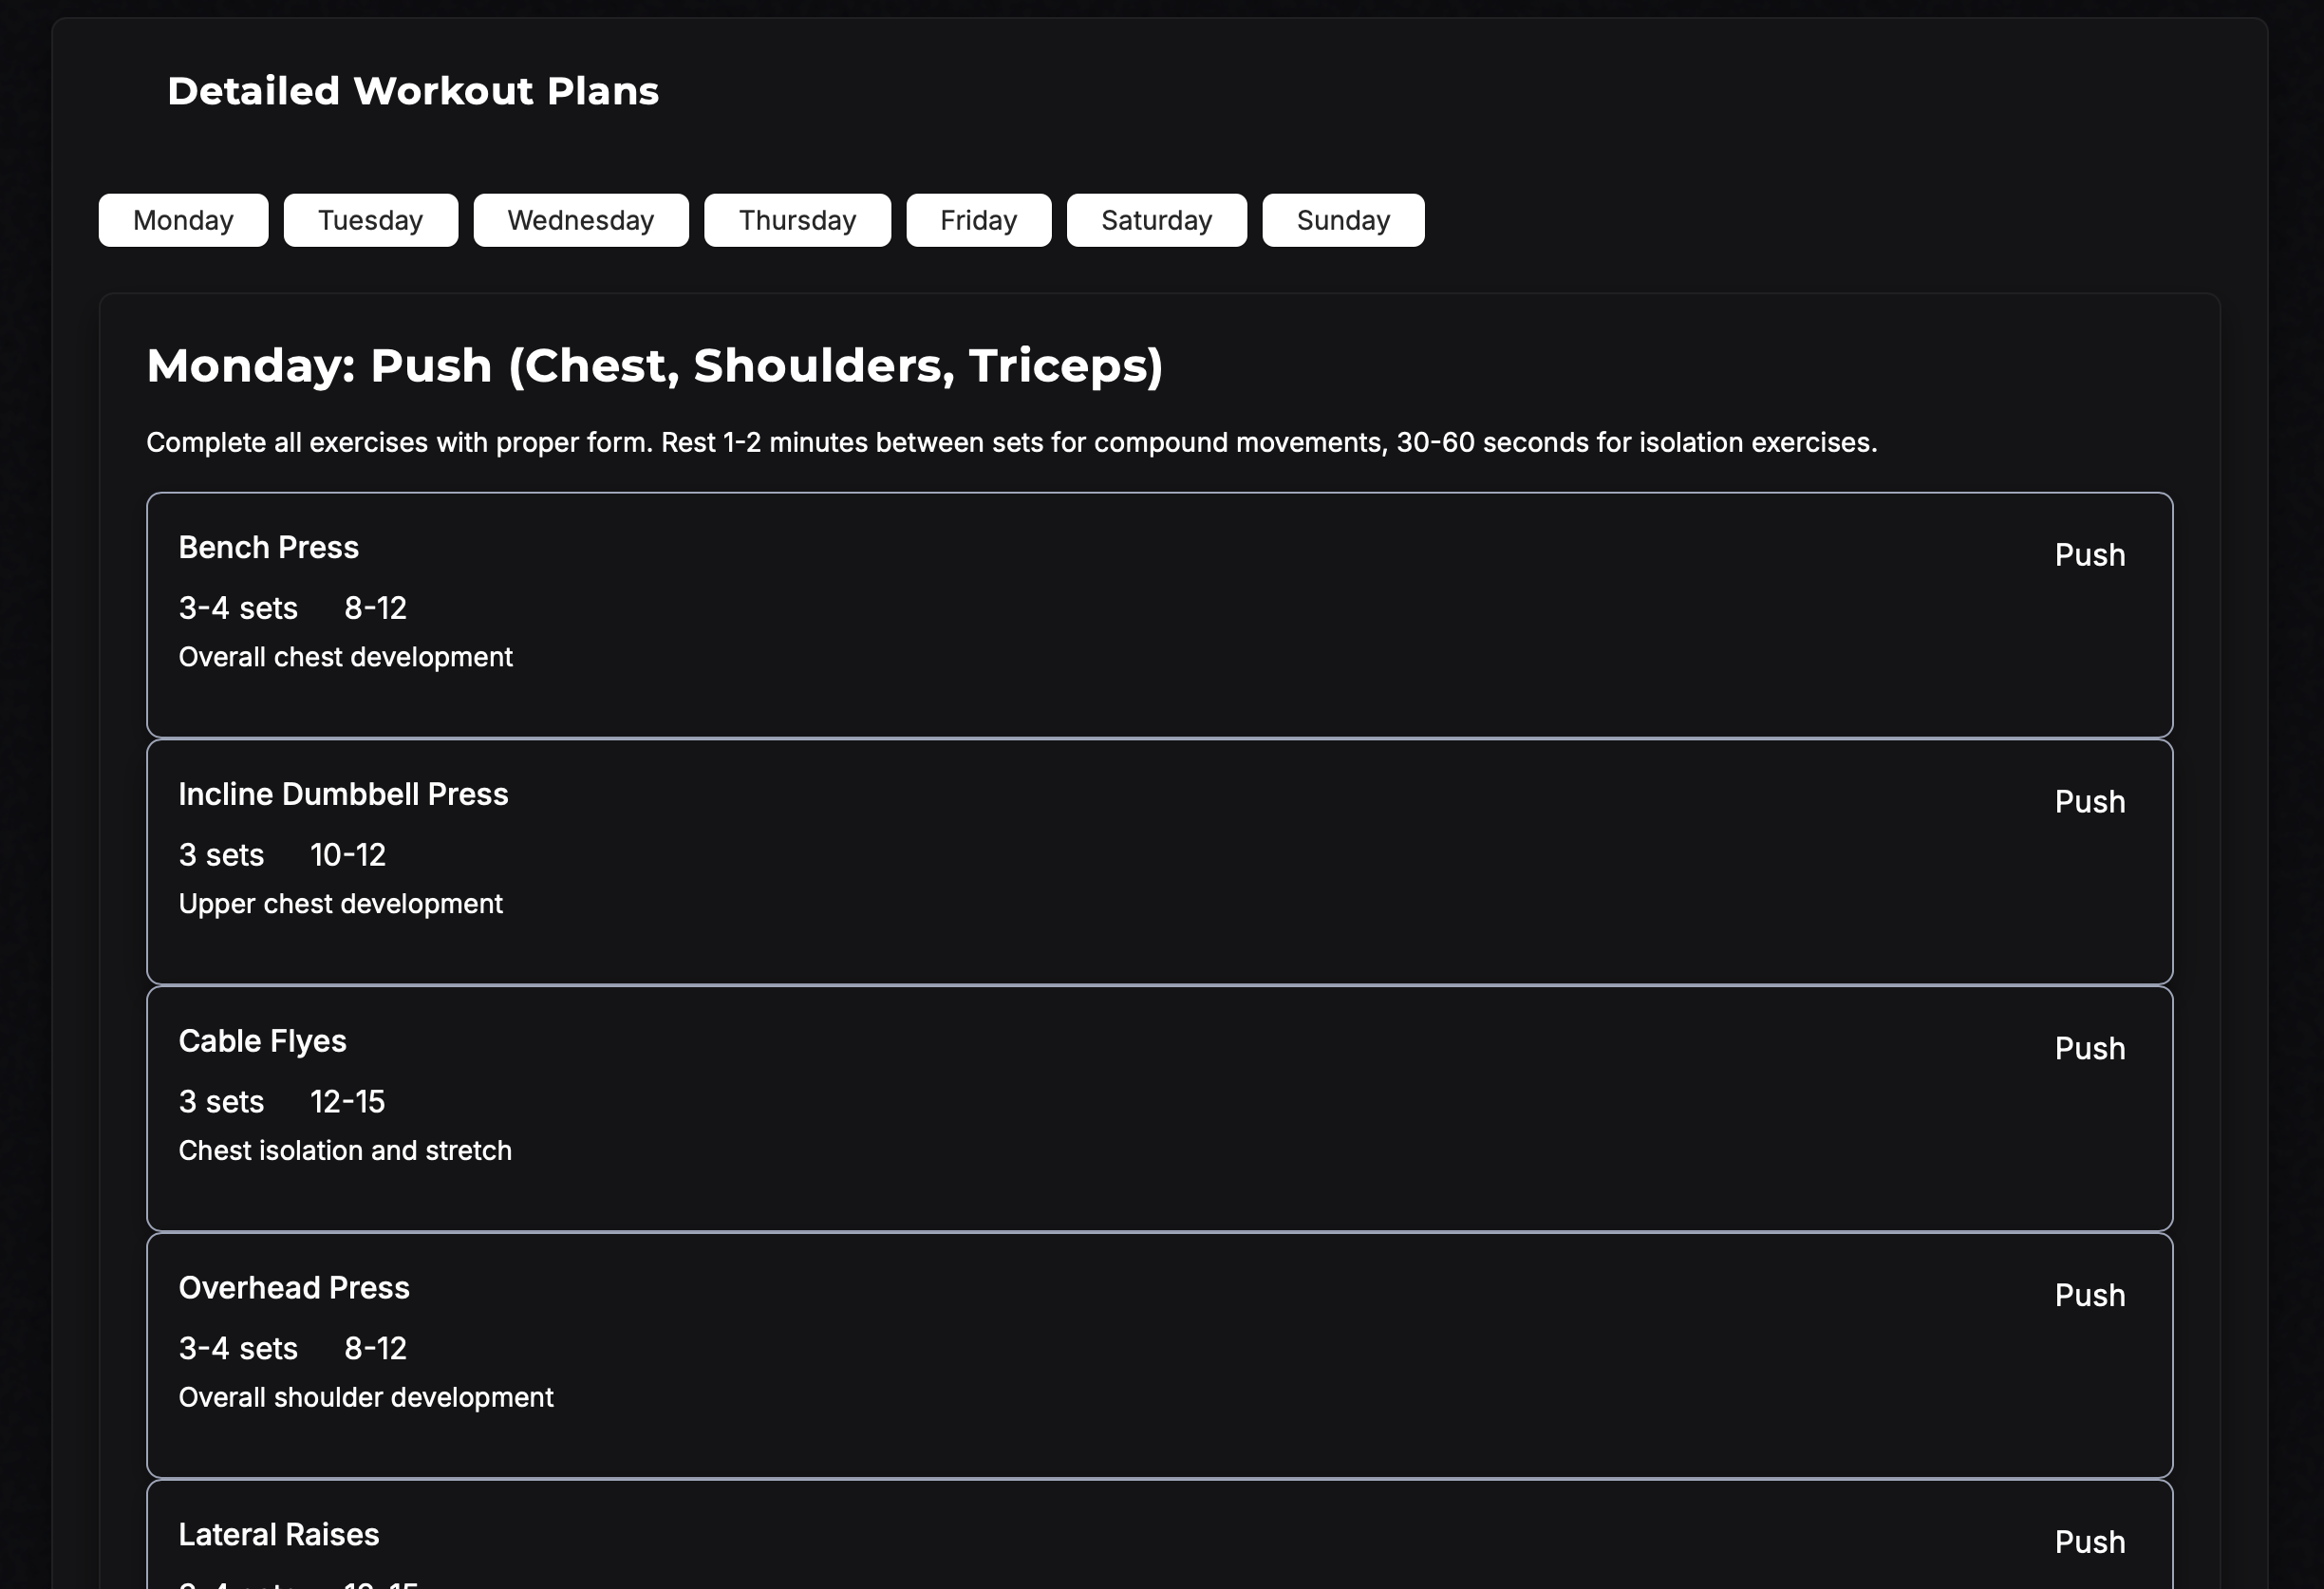 Detailed Workout Plans
Monday Tuesday Wednesday Thursday Friday Saturday Sunday
Monday: Push (Chest, Shoulders, Triceps)
Complete all exercises with proper form. Rest 1-2 minutes between sets for compound movements, 30-60 seconds for isolation exercises.
Bench Press Push
3-4 sets 8-12
Overall chest development
Incline Dumbbell Press Push
3 sets 10-12
Upper chest development
Cable Flyes Push
3 sets 12-15
Chest isolation and stretch
Overhead Press Push
3-4 sets 8-12
Overall shoulder development
Lateral Raises Push